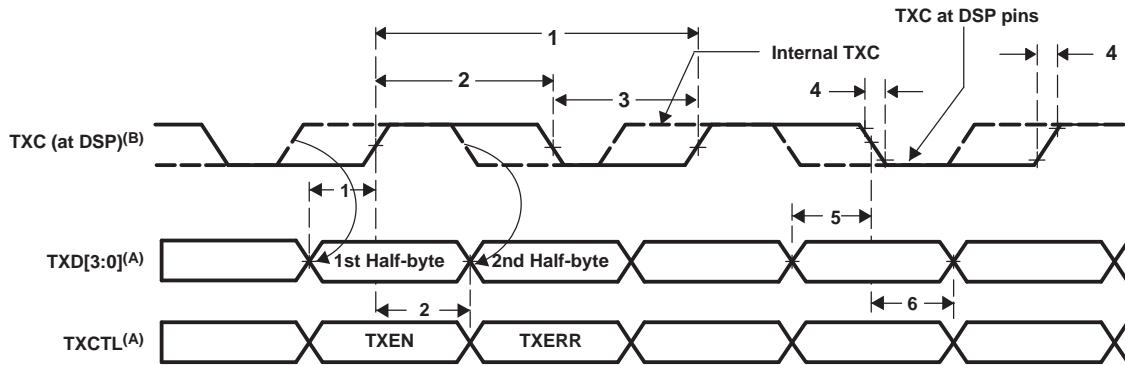 TXC at DSP pins
1
Internal TXC
4
2
4
3
TXC (at DSP)(B)
1
5
TXD[3:0](A)
1st Half-byte
2nd Half-byte
2
6
TXCTL(A)
TXEN
TXERR